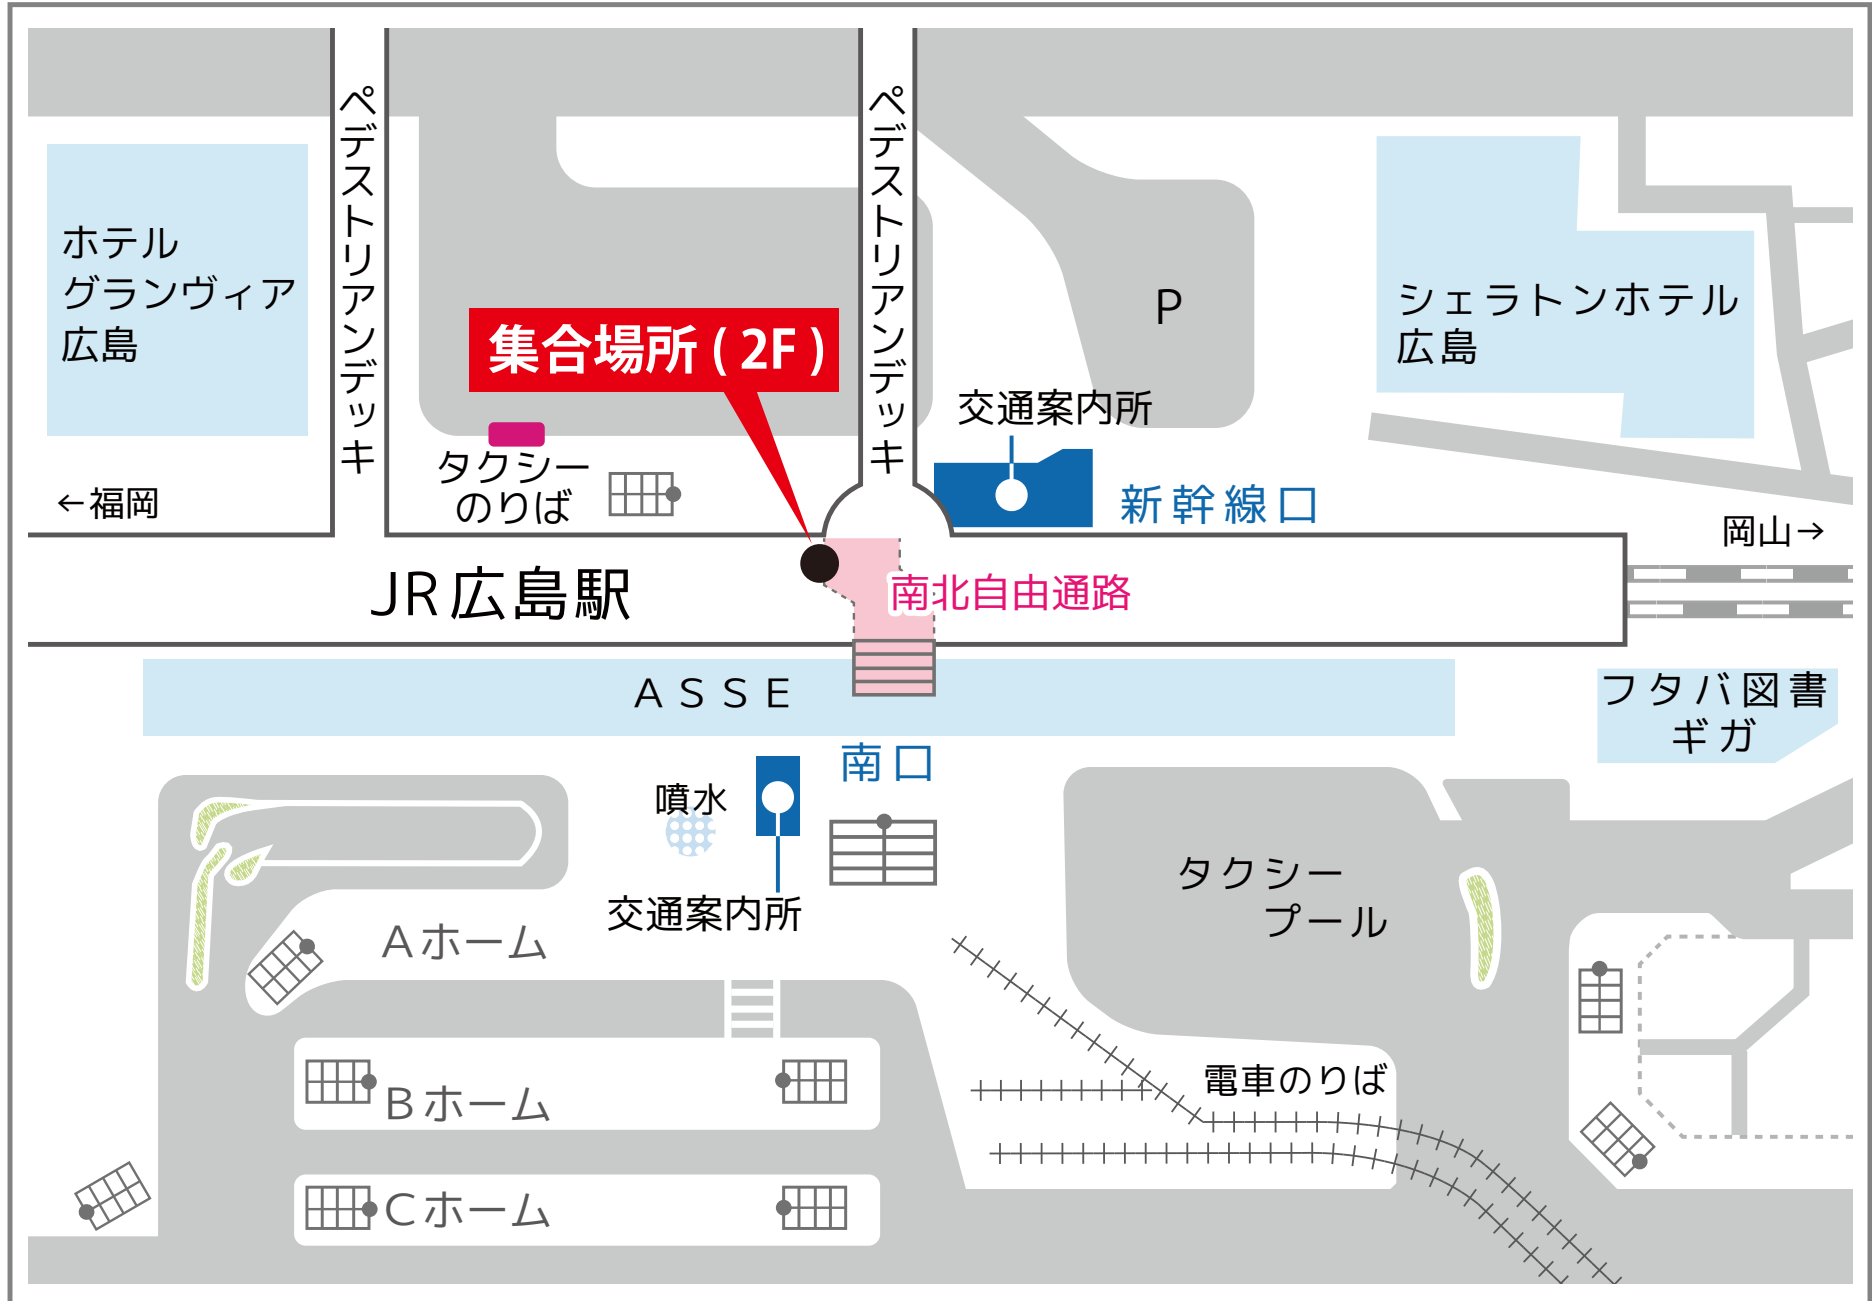 ペデストリアンデッキ
ペデストリアンデッキ
ホテル
グランヴィア
広島
P
シェラトンホテル
広島
集合場所(2F)
交通案内所
タクシー
のりば
←福岡
新幹線口
岡山→
JR広島駅
南北自由通路
ASSE
フタバ図書
ギガ
南口
噴水
交通案内所
タクシー
プール
Aホーム
電車のりば
Bホーム
Cホーム